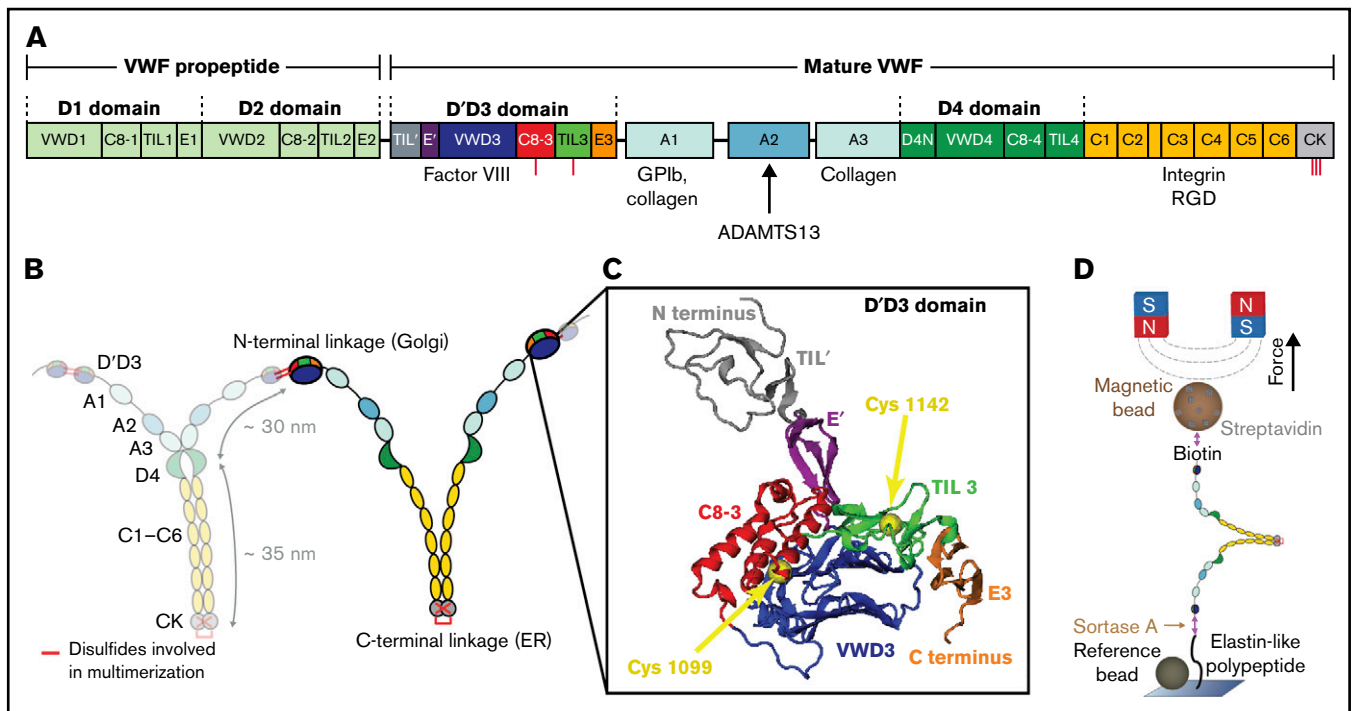 A
VWF propeptide
Mature VWF
D1 domain
D2 domain
D′D3 domain
D4 domain
VWD1
C8-1
TIL1
E1
VWD2
C8-2
TIL2
E2
TIL′
E′
VWD3
C8-3
TIL3
E3
A1
A2
A3
D4N
VWD4
C8-4
TIL4
C1
C2
C3
C4
C5
C6
CK
Factor VIII
GPIb,
collagen
Collagen
Integrin
RGD
ADAMTS13
B
N-terminal linkage (Golgi)
D′D3
A1
A2
A3
D4
~ 30 nm
C1–C6
~ 35 nm
CK
C-terminal linkage (ER)
Disulfides involved
in multimerization
C
D′D3 domain
N terminus
TIL′
Cys 1142
E′
TIL 3
C8-3
E3
Cys 1099
VWD3
C terminus
D
S
N
N
S
Force
Magnetic
bead
Streptavidin
Biotin
Sortase A
Reference
bead
Elastin-like
polypeptide